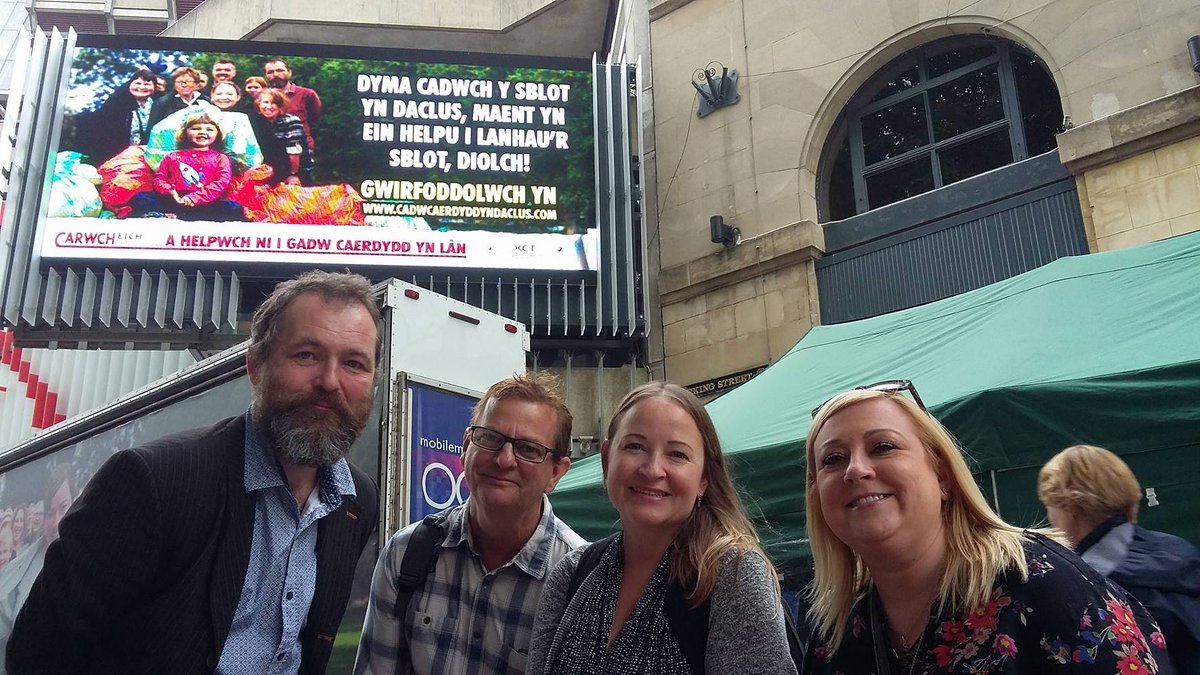 DYMA CADWCH Y SBLOT
YN DACLUS, MAENT YN
EIN HELPU I LANHAU'R
SBLOT, DIOLCH!
GWIRFODDOLWCH YN
WWW.CADWCAERDYDDYNDACLUS.COM
CARWCH EICH A HELPWCH NI I GADW CAERDYDD YN LÂN
KING STREET
mobilem